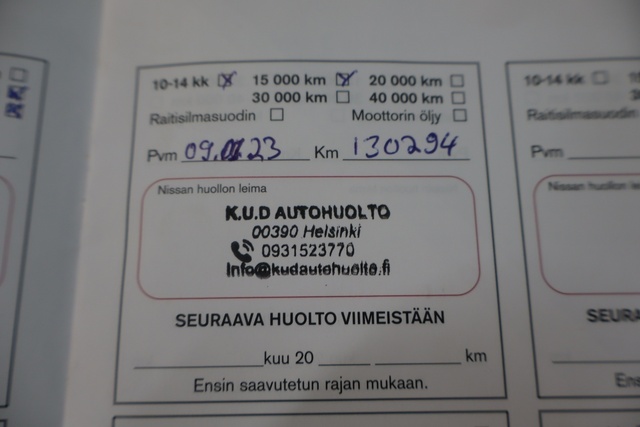 10-14 kk 15 000 km 20 000 km
30 000 km 40 000 km
Raitisilmasuodin Moottorin öljy
Pvm 23 Km 130294
Nissan huollon leima
K.U.D AUTOHUOLTO
00390 Helsinki
0931523770
Info@kudautohuolto.fi
SEURAAVA HUOLTO VIIMEISTÄÄN
kuu 20 km
Ensin saavutetun rajan mukaan.
10-14 kk
Raitisilmasuodin
Pvm
Nissan huollon